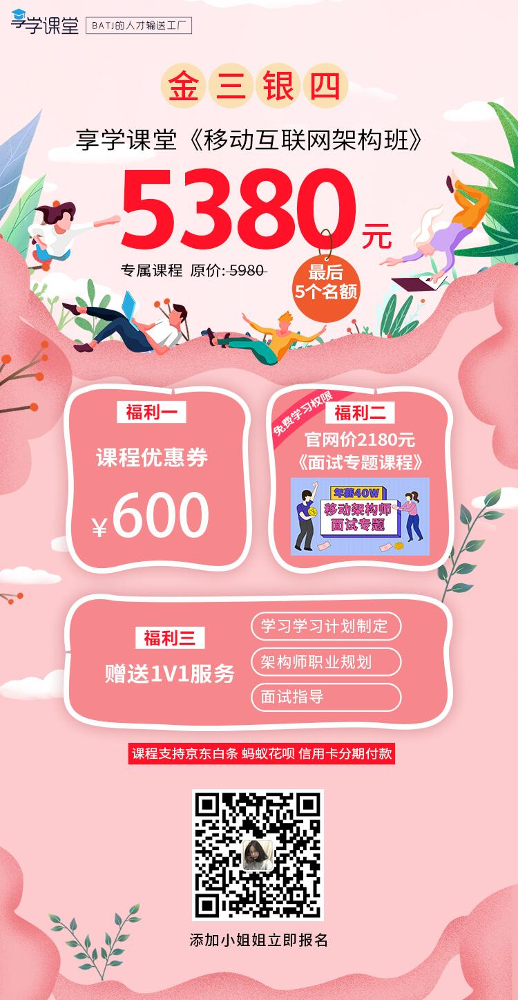 享学课堂 BATJ的人才输送工厂
金三银四
享学课堂《移动互联网架构班》
5380元
专属课程 原价:5980
最后
5个名额
福利一
课程优惠券
¥600
免费学习权限
福利二
官网价2180元
《面试专题课程》
年薪40W
移动架构师
面试专题
福利三
赠送1V1服务
学习学习计划制定
架构师职业规划
面试指导
课程支持京东白条 蚂蚁花呗 信用卡分期付款
添加小姐姐立即报名